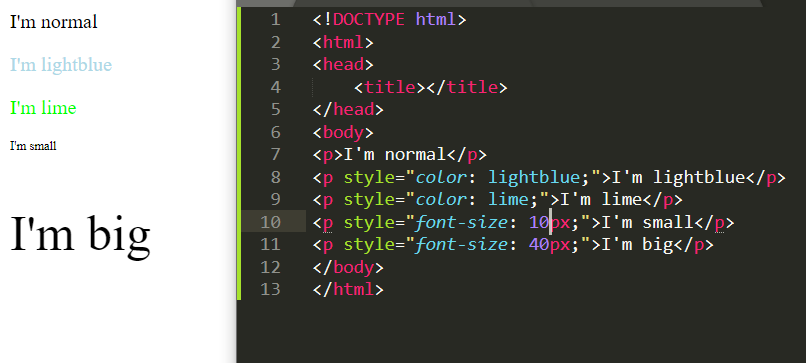 I'm normal
I'm lightblue
I'm lime
I'm small
I'm big
1 <!DOCTYPE html>
2 <html>
3 <head>
4     <title></title>
5 </head>
6 <body>
7 <p>I'm normal</p>
8 <p style="color: lightblue;">I'm lightblue</p>
9 <p style="color: lime;">I'm lime</p>
10 <p style="font-size: 10px;">I'm small</p>
11 <p style="font-size: 40px;">I'm big</p>
12 </body>
13 </html>